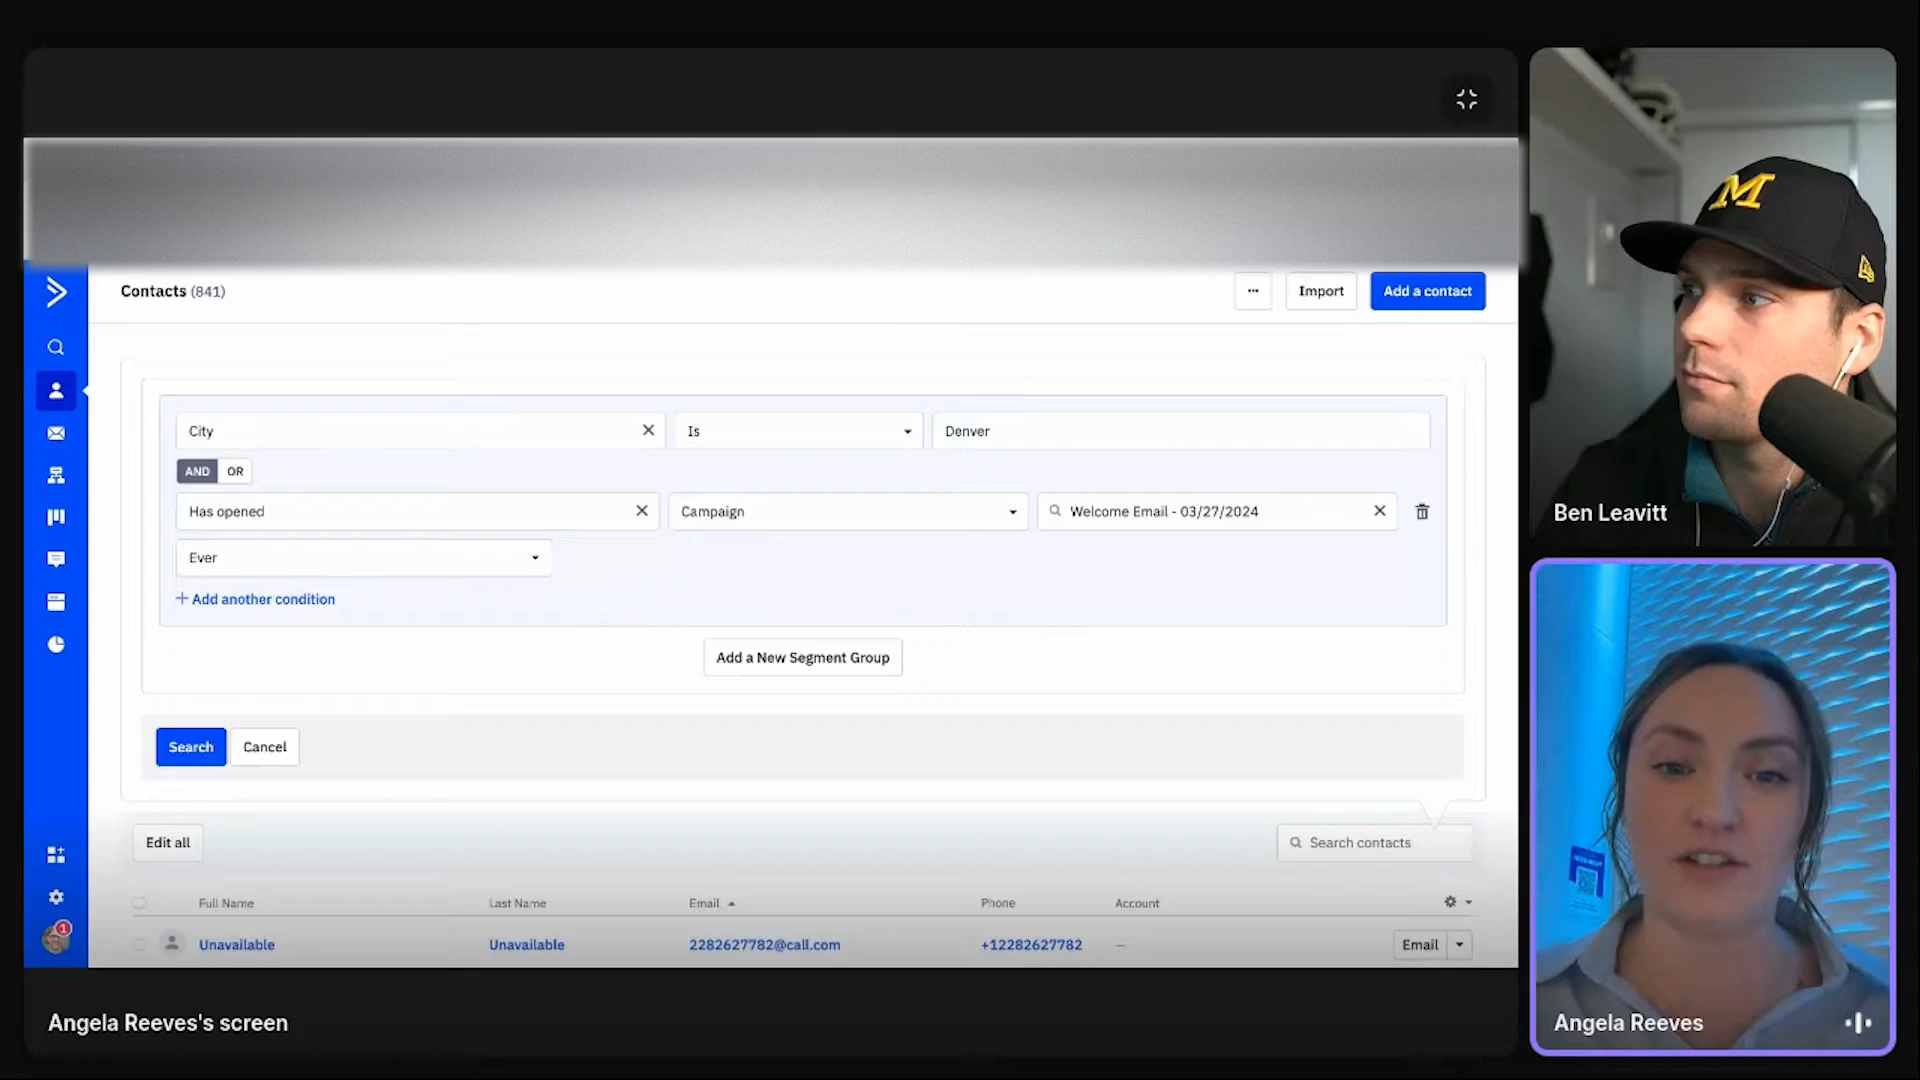 Contacts (841)
...
Import
Add a contact
City
Is
Denver
AND
OR
Has opened
Campaign
Welcome Email - 03/27/2024
Ever
Add another condition
Add a New Segment Group
Search
Cancel
Edit all
Search contacts
Full Name
Last Name
Email
Phone
Account
Unavailable
Unavailable
2282627782@call.com
+12282627782
—
Email
1
Angela Reeves's screen
M
Ben Leavitt
Angela Reeves